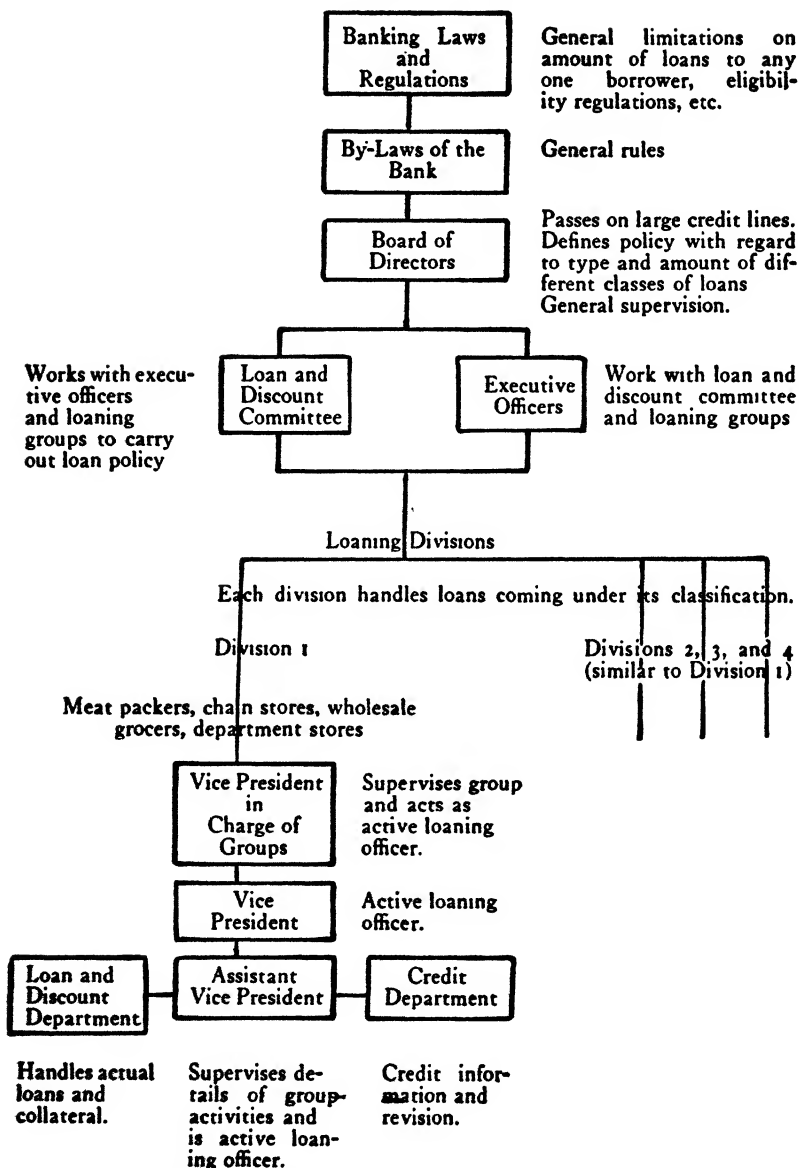 Banking Laws
and
Regulations
General limitations on
amount of loans to any
one borrower, eligibil-
ity regulations, etc.
By-Laws of the
Bank
General rules
Board of
Directors
Passes on large credit lines.
Defines policy with regard
to type and amount of dif-
ferent classes of loans
General supervision.
Works with execu-
tive officers
and loaning
groups to carry
out loan policy
Loan and
Discount
Committee
Executive
Officers
Work with loan and
discount committee
and loaning groups
Loaning Divisions
Each division handles loans coming under its classification.
Division 1
Divisions 2, 3, and 4
(similar to Division 1)
Meat packers, chain stores, wholesale
grocers, department stores
Vice President
in
Charge of
Groups
Supervises group
and acts as
active loaning
officer.
Vice
President
Active loaning
officer.
Loan and
Discount
Department
Assistant
Vice President
Credit
Department
Handles actual
loans and
collateral.
Supervises de-
tails of group
activities and
is active loan-
ing officer.
Credit infor-
mation and
revision.